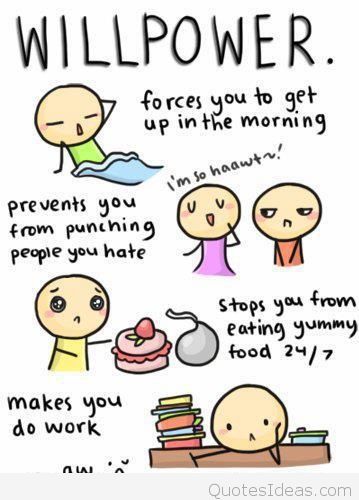 WILLPOWER.
forces you to get
up in the morning
I'm so haawt~!
prevents you
from punching
people you hate
stops you from
eating yummy
food 24/7
makes you
do work
QuotesIdeas.com